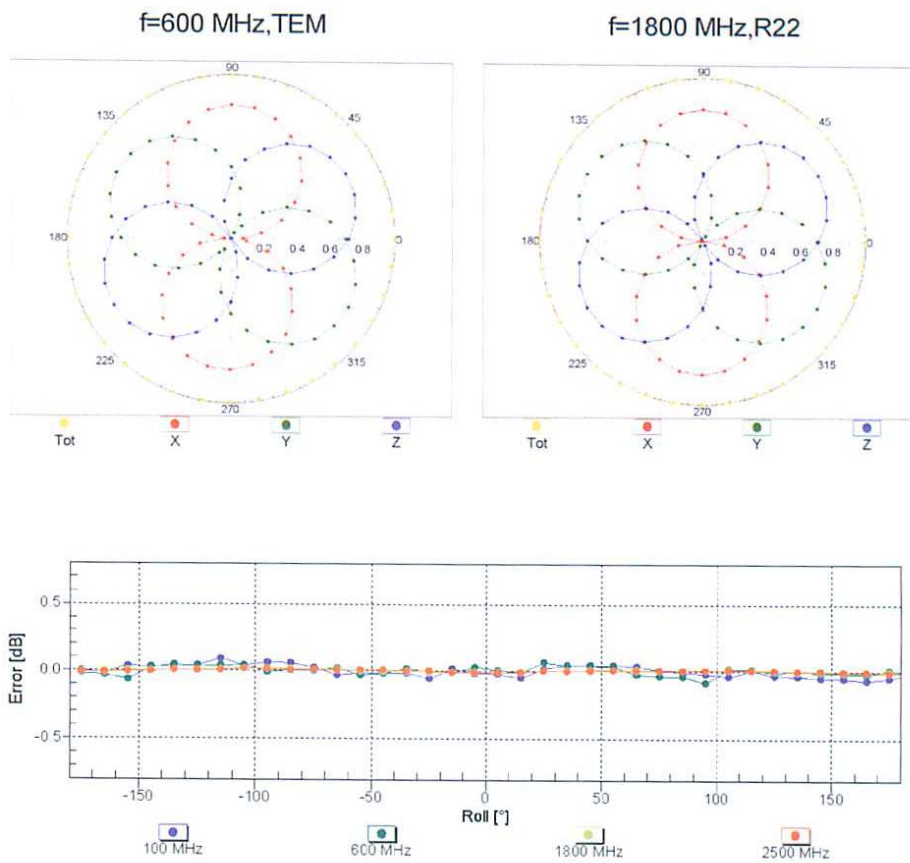 f=600 MHz,TEM
f=1800 MHz,R22
90
135
45
180
0.2 0.4 0.6 0.8
0
225
315
270
Tot X Y Z
90
135
45
180
0.2 0.4 0.6 0.8
0
225
315
270
Tot X Y Z
Error [dB]
0.5
0.0
-0.5
-150 -100 -50 0 50 100 150
Roll [°]
100 MHz 600 MHz 1800 MHz 2500 MHz